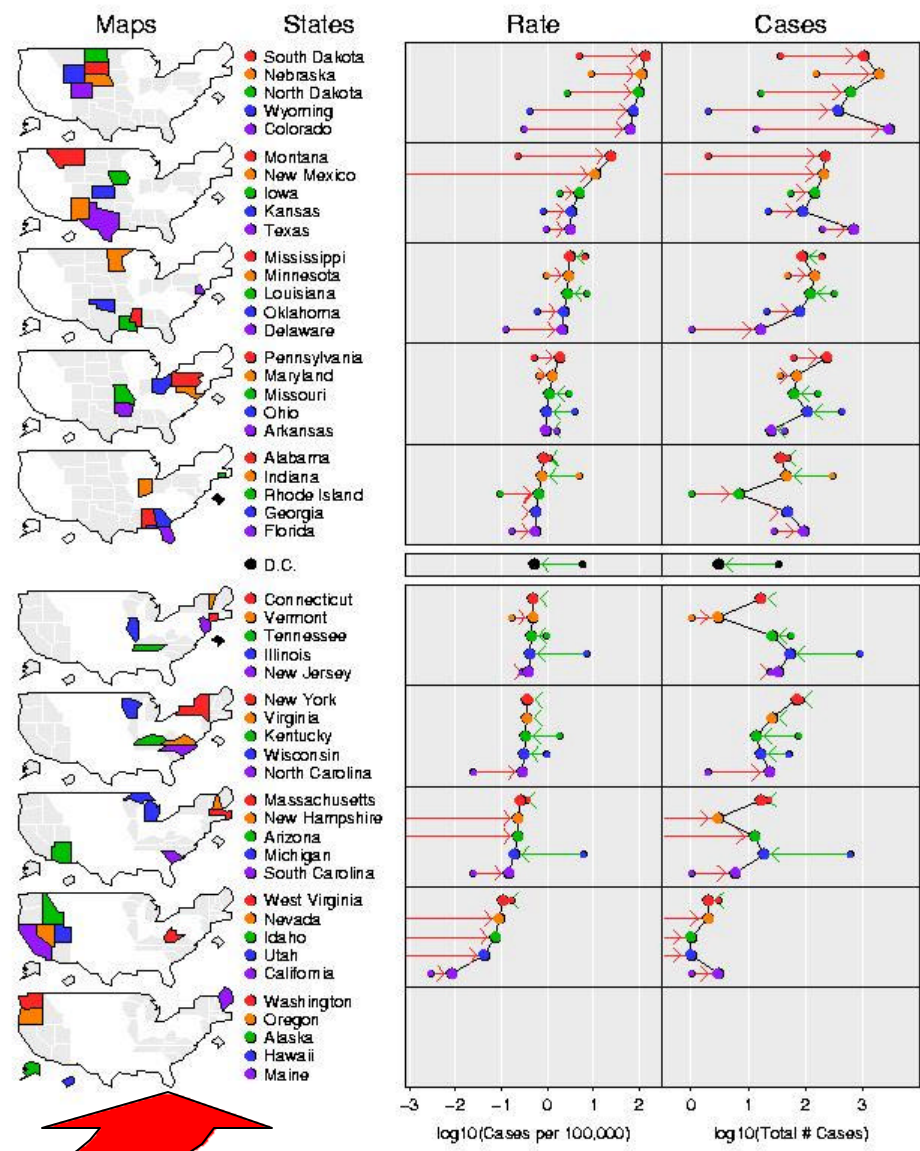 Maps States Rate Cases
South Dakota
Nebraska
North Dakota
Wyoming
Colorado
Montana
New Mexico
Iowa
Kansas
Texas
Mississippi
Minnesota
Louisiana
Oklahoma
Delaware
Pennsylvania
Maryland
Missouri
Ohio
Arkansas
Alabama
Indiana
Rhode Island
Georgia
Florida
D.C.
Connecticut
Vermont
Tennessee
Illinois
New Jersey
New York
Virginia
Kentucky
Wisconsin
North Carolina
Massachusetts
New Hampshire
Arizona
Michigan
South Carolina
West Virginia
Nevada
Idaho
Utah
California
Washington
Oregon
Alaska
Hawaii
Maine
−3 −2 −1 0 1 2 0 1 2 3
log10(Cases per 100,000) log10(Total # Cases)